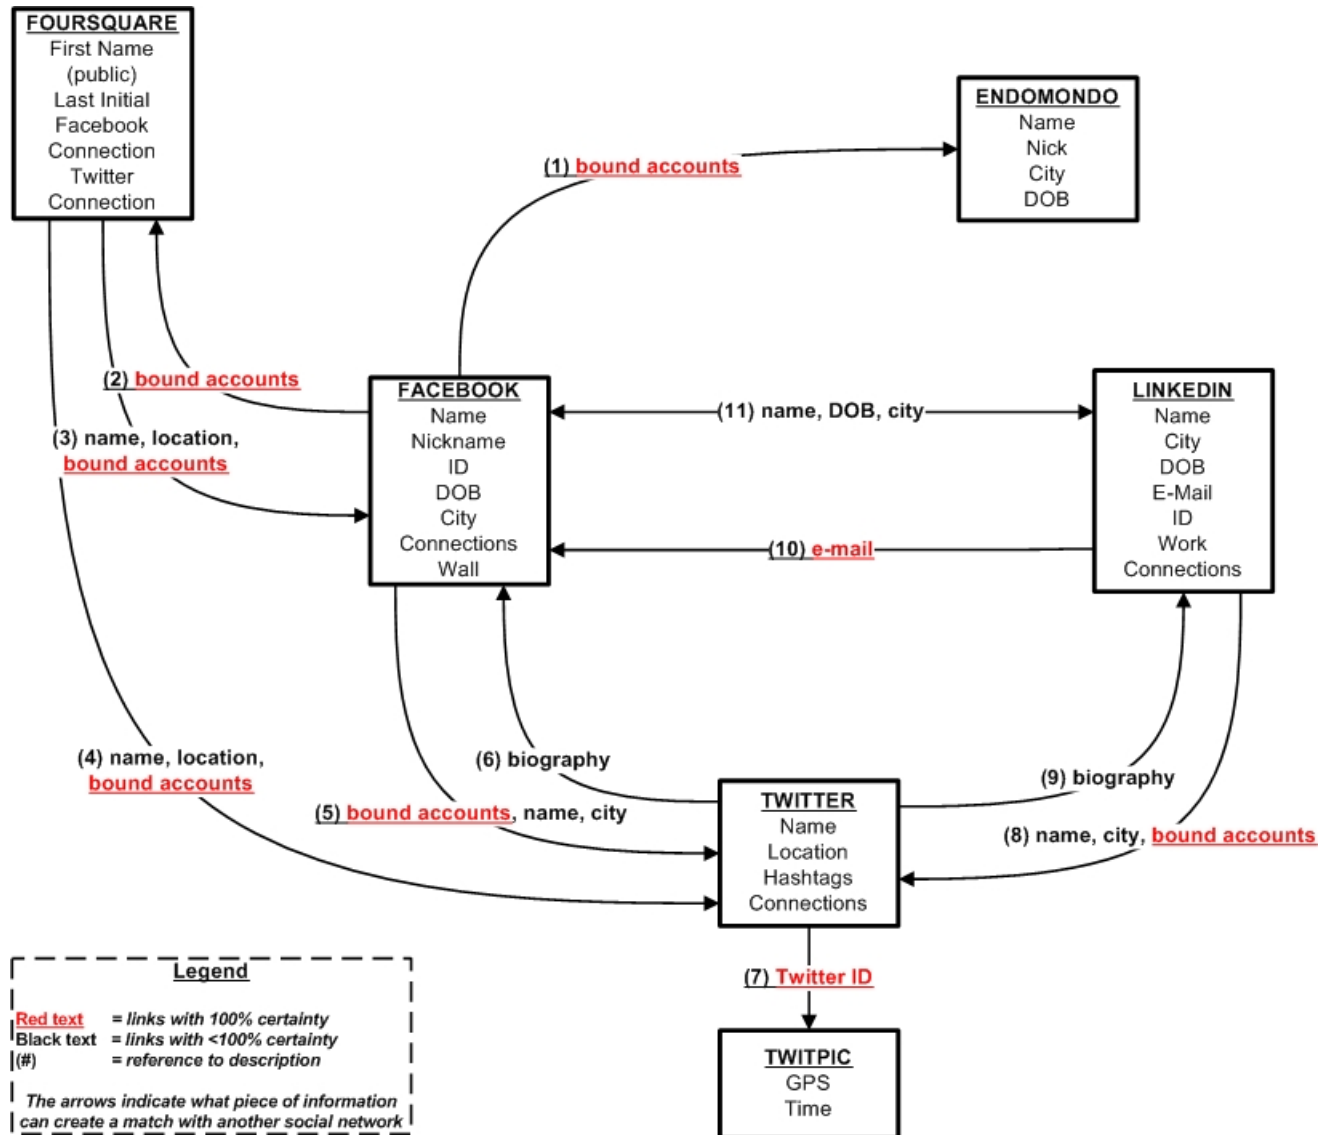 FOURSQUARE
First Name
(public)
Last Initial
Facebook
Connection
Twitter
Connection
ENDOMONDO
Name
Nick
City
DOB
(1) bound accounts
(2) bound accounts
(3) name, location,
bound accounts
FACEBOOK
Name
Nickname
ID
DOB
City
Connections
Wall
(11) name, DOB, city
(10) e-mail
LINKEDIN
Name
City
DOB
E-Mail
ID
Work
Connections
(4) name, location,
bound accounts
(6) biography
(5) bound accounts, name, city
TWITTER
Name
Location
Hashtags
Connections
(9) biography
(8) name, city, bound accounts
(7) Twitter ID
TWITPIC
GPS
Time
Legend
Red text = links with 100% certainty
Black text = links with <100% certainty
(#) = reference to description
The arrows indicate what piece of information
can create a match with another social network